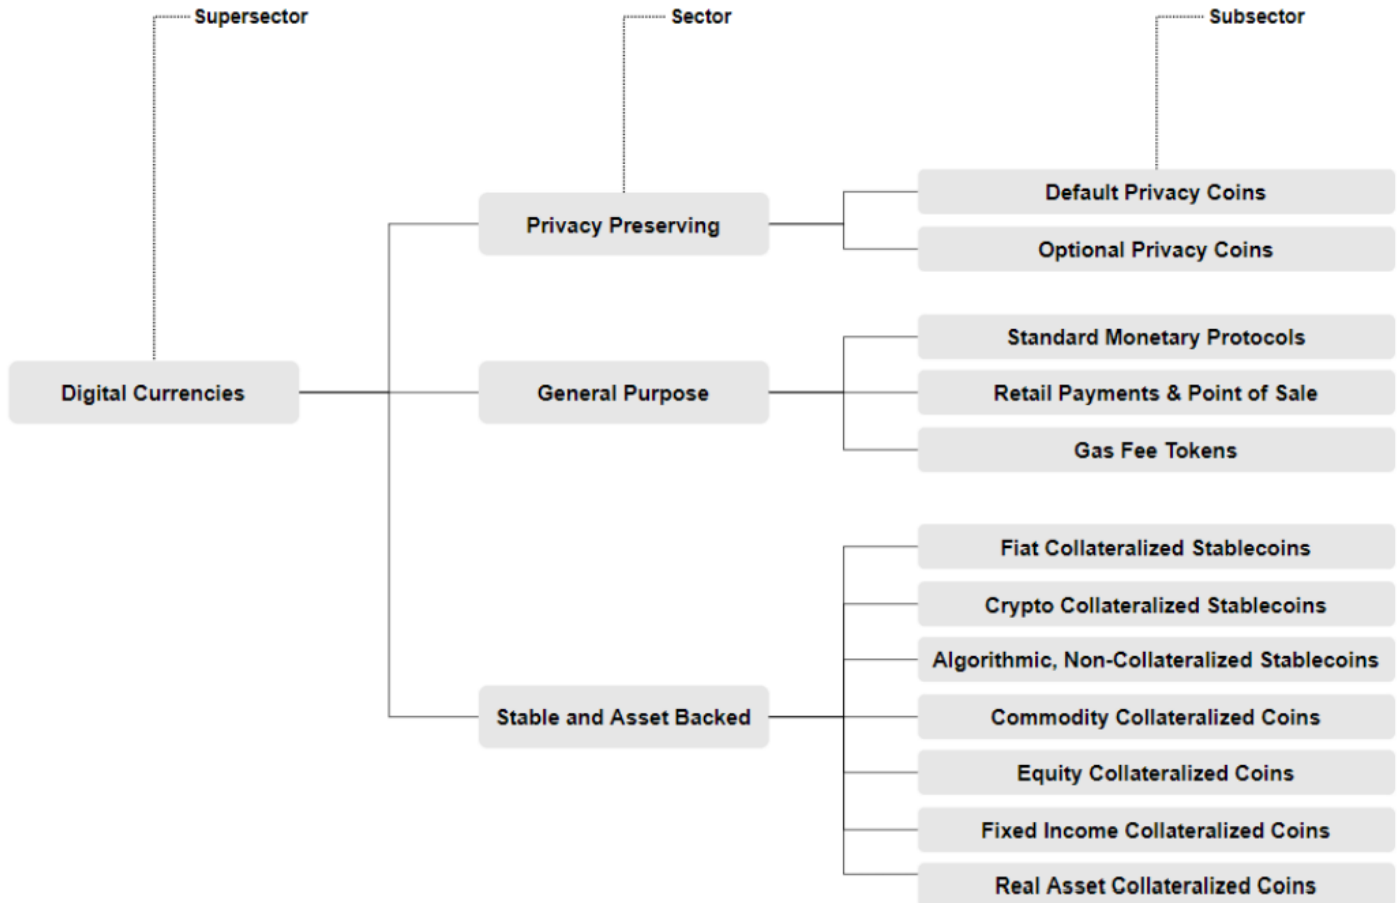 Supersector
Sector
Subsector
Default Privacy Coins
Privacy Preserving
Optional Privacy Coins
Standard Monetary Protocols
Digital Currencies
General Purpose
Retail Payments & Point of Sale
Gas Fee Tokens
Fiat Collateralized Stablecoins
Crypto Collateralized Stablecoins
Algorithmic, Non-Collateralized Stablecoins
Stable and Asset Backed
Commodity Collateralized Coins
Equity Collateralized Coins
Fixed Income Collateralized Coins
Real Asset Collateralized Coins